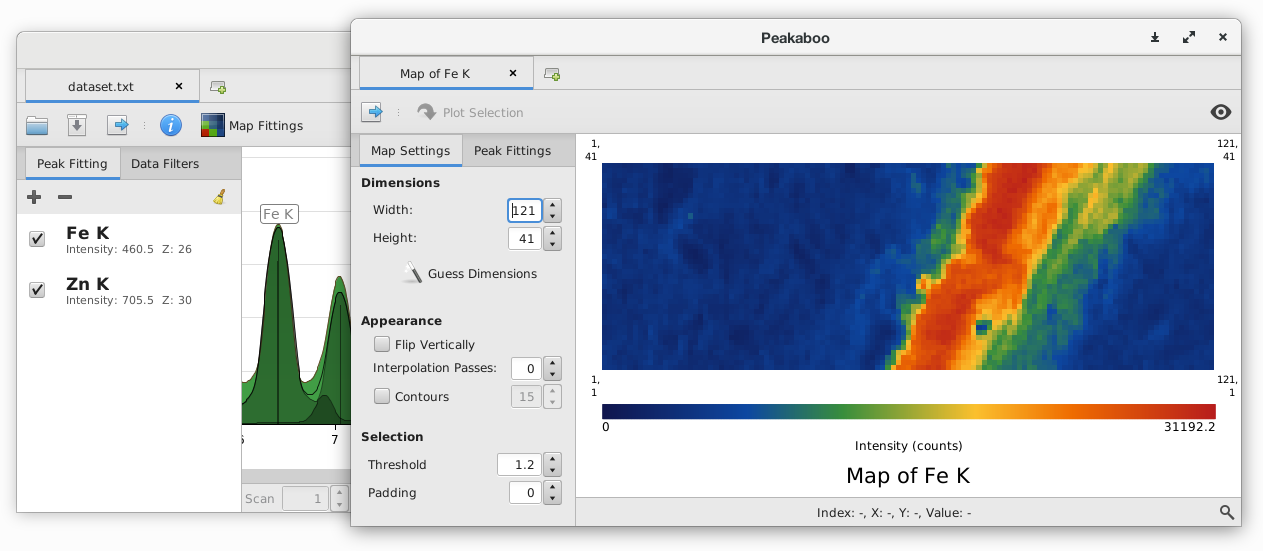 Peakaboo
dataset.txt
Map Fittings
Peak Fitting
Data Filters
Fe K
Intensity: 460.5 Z: 26
Zn K
Intensity: 705.5 Z: 30
Fe K
7
Scan 1
Map of Fe K
Plot Selection
Map Settings
Peak Fittings
Dimensions
Width: 121
Height: 41
Guess Dimensions
Appearance
Flip Vertically
Interpolation Passes: 0
Contours 15
Selection
Threshold 1.2
Padding 0
1,
41
121,
41
1,
1
121,
1
0
31192.2
Intensity (counts)
Map of Fe K
Index: -, X: -, Y: -, Value: -